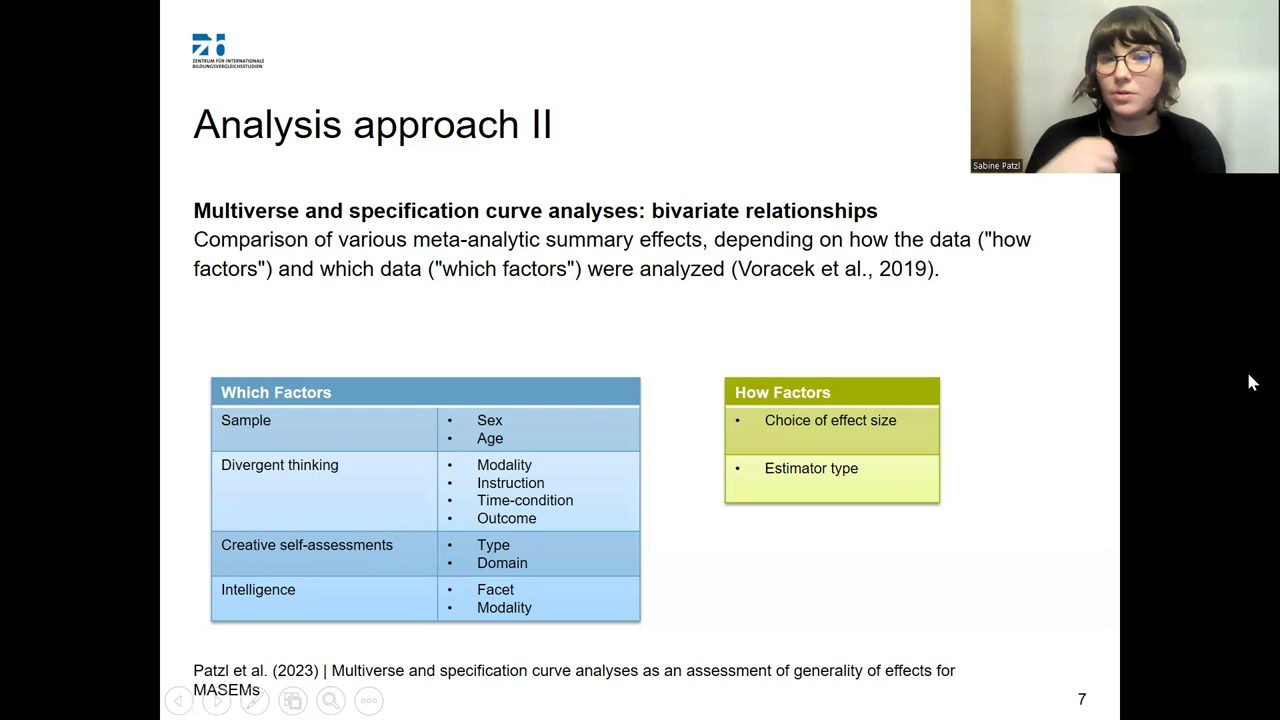 ZENTRUM FÜR INTERNATIONALE
BILDUNGSVERGLEICHSSTUDIEN
Sabine Patzl
Analysis approach II
Multiverse and specification curve analyses: bivariate relationships
Comparison of various meta-analytic summary effects, depending on how the data ("how
factors") and which data ("which factors") were analyzed (Voracek et al., 2019).
Which Factors
Sample
• Sex
• Age
Divergent thinking
• Modality
• Instruction
• Time-condition
• Outcome
Creative self-assessments
• Type
• Domain
Intelligence
• Facet
• Modality
How Factors
• Choice of effect size
• Estimator type
Patzl et al. (2023) | Multiverse and specification curve analyses as an assessment of generality of effects for
MASEMs
7